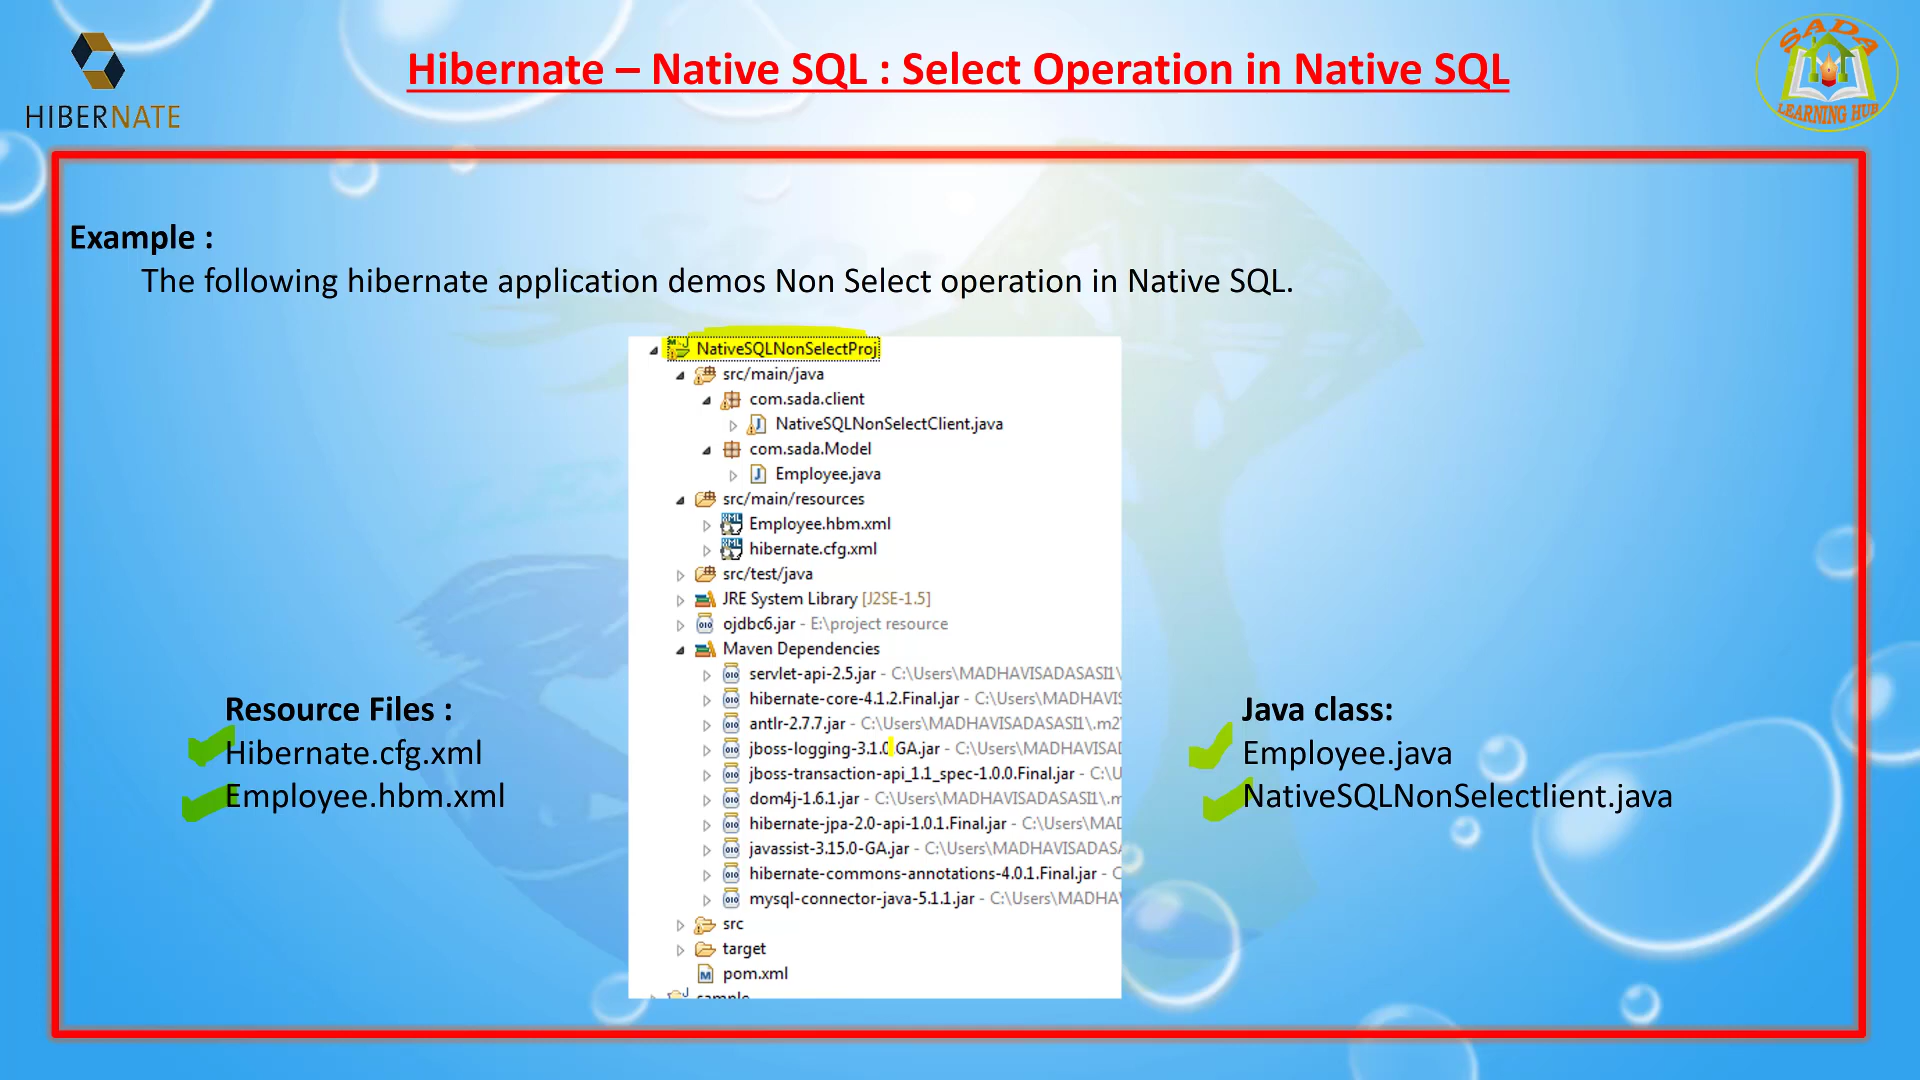 HIBERNATE
Hibernate – Native SQL : Select Operation in Native SQL
SADA
LEARNING HUB
Example :
The following hibernate application demos Non Select operation in Native SQL.
NativeSQLNonSelectProj
src/main/java
com.sada.client
NativeSQLNonSelectClient.java
com.sada.Model
Employee.java
src/main/resources
Employee.hbm.xml
hibernate.cfg.xml
src/test/java
JRE System Library [J2SE-1.5]
ojdbc6.jar - E:\project resource
Maven Dependencies
servlet-api-2.5.jar - C:\Users\MADHAVISADASASI1\
hibernate-core-4.1.2.Final.jar - C:\Users\MADHAVIS
antlr-2.7.7.jar - C:\Users\MADHAVISADASASI1\.m2\
jboss-logging-3.1.0.GA.jar - C:\Users\MADHAVISAD
jboss-transaction-api_1.1_spec-1.0.0.Final.jar - C:\U
dom4j-1.6.1.jar - C:\Users\MADHAVISADASASI1\.m
hibernate-jpa-2.0-api-1.0.1.Final.jar - C:\Users\MAD
javassist-3.15.0-GA.jar - C:\Users\MADHAVISADASA
hibernate-commons-annotations-4.0.1.Final.jar - C
mysql-connector-java-5.1.1.jar - C:\Users\MADHA
src
target
pom.xml
sample
Resource Files :
Hibernate.cfg.xml
Employee.hbm.xml
Java class:
Employee.java
NativeSQLNonSelectlient.java